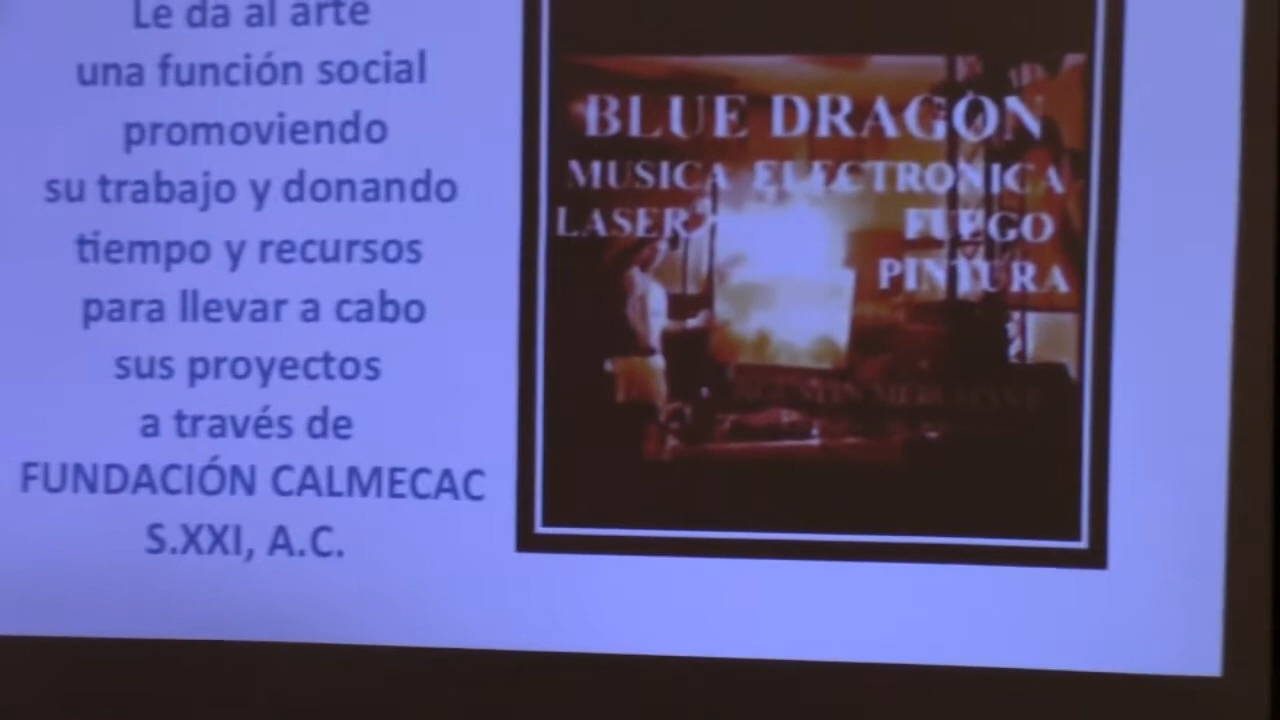 Le da al arte
una función social
promoviendo
su trabajo y donando
tiempo y recursos
para llevar a cabo
sus proyectos
a través de
FUNDACIÓN CALMECAC
S.XXI, A.C.
BLUE DRAGON
MUSICA ELECTRONICA
LASER FUEGO
PINTURA